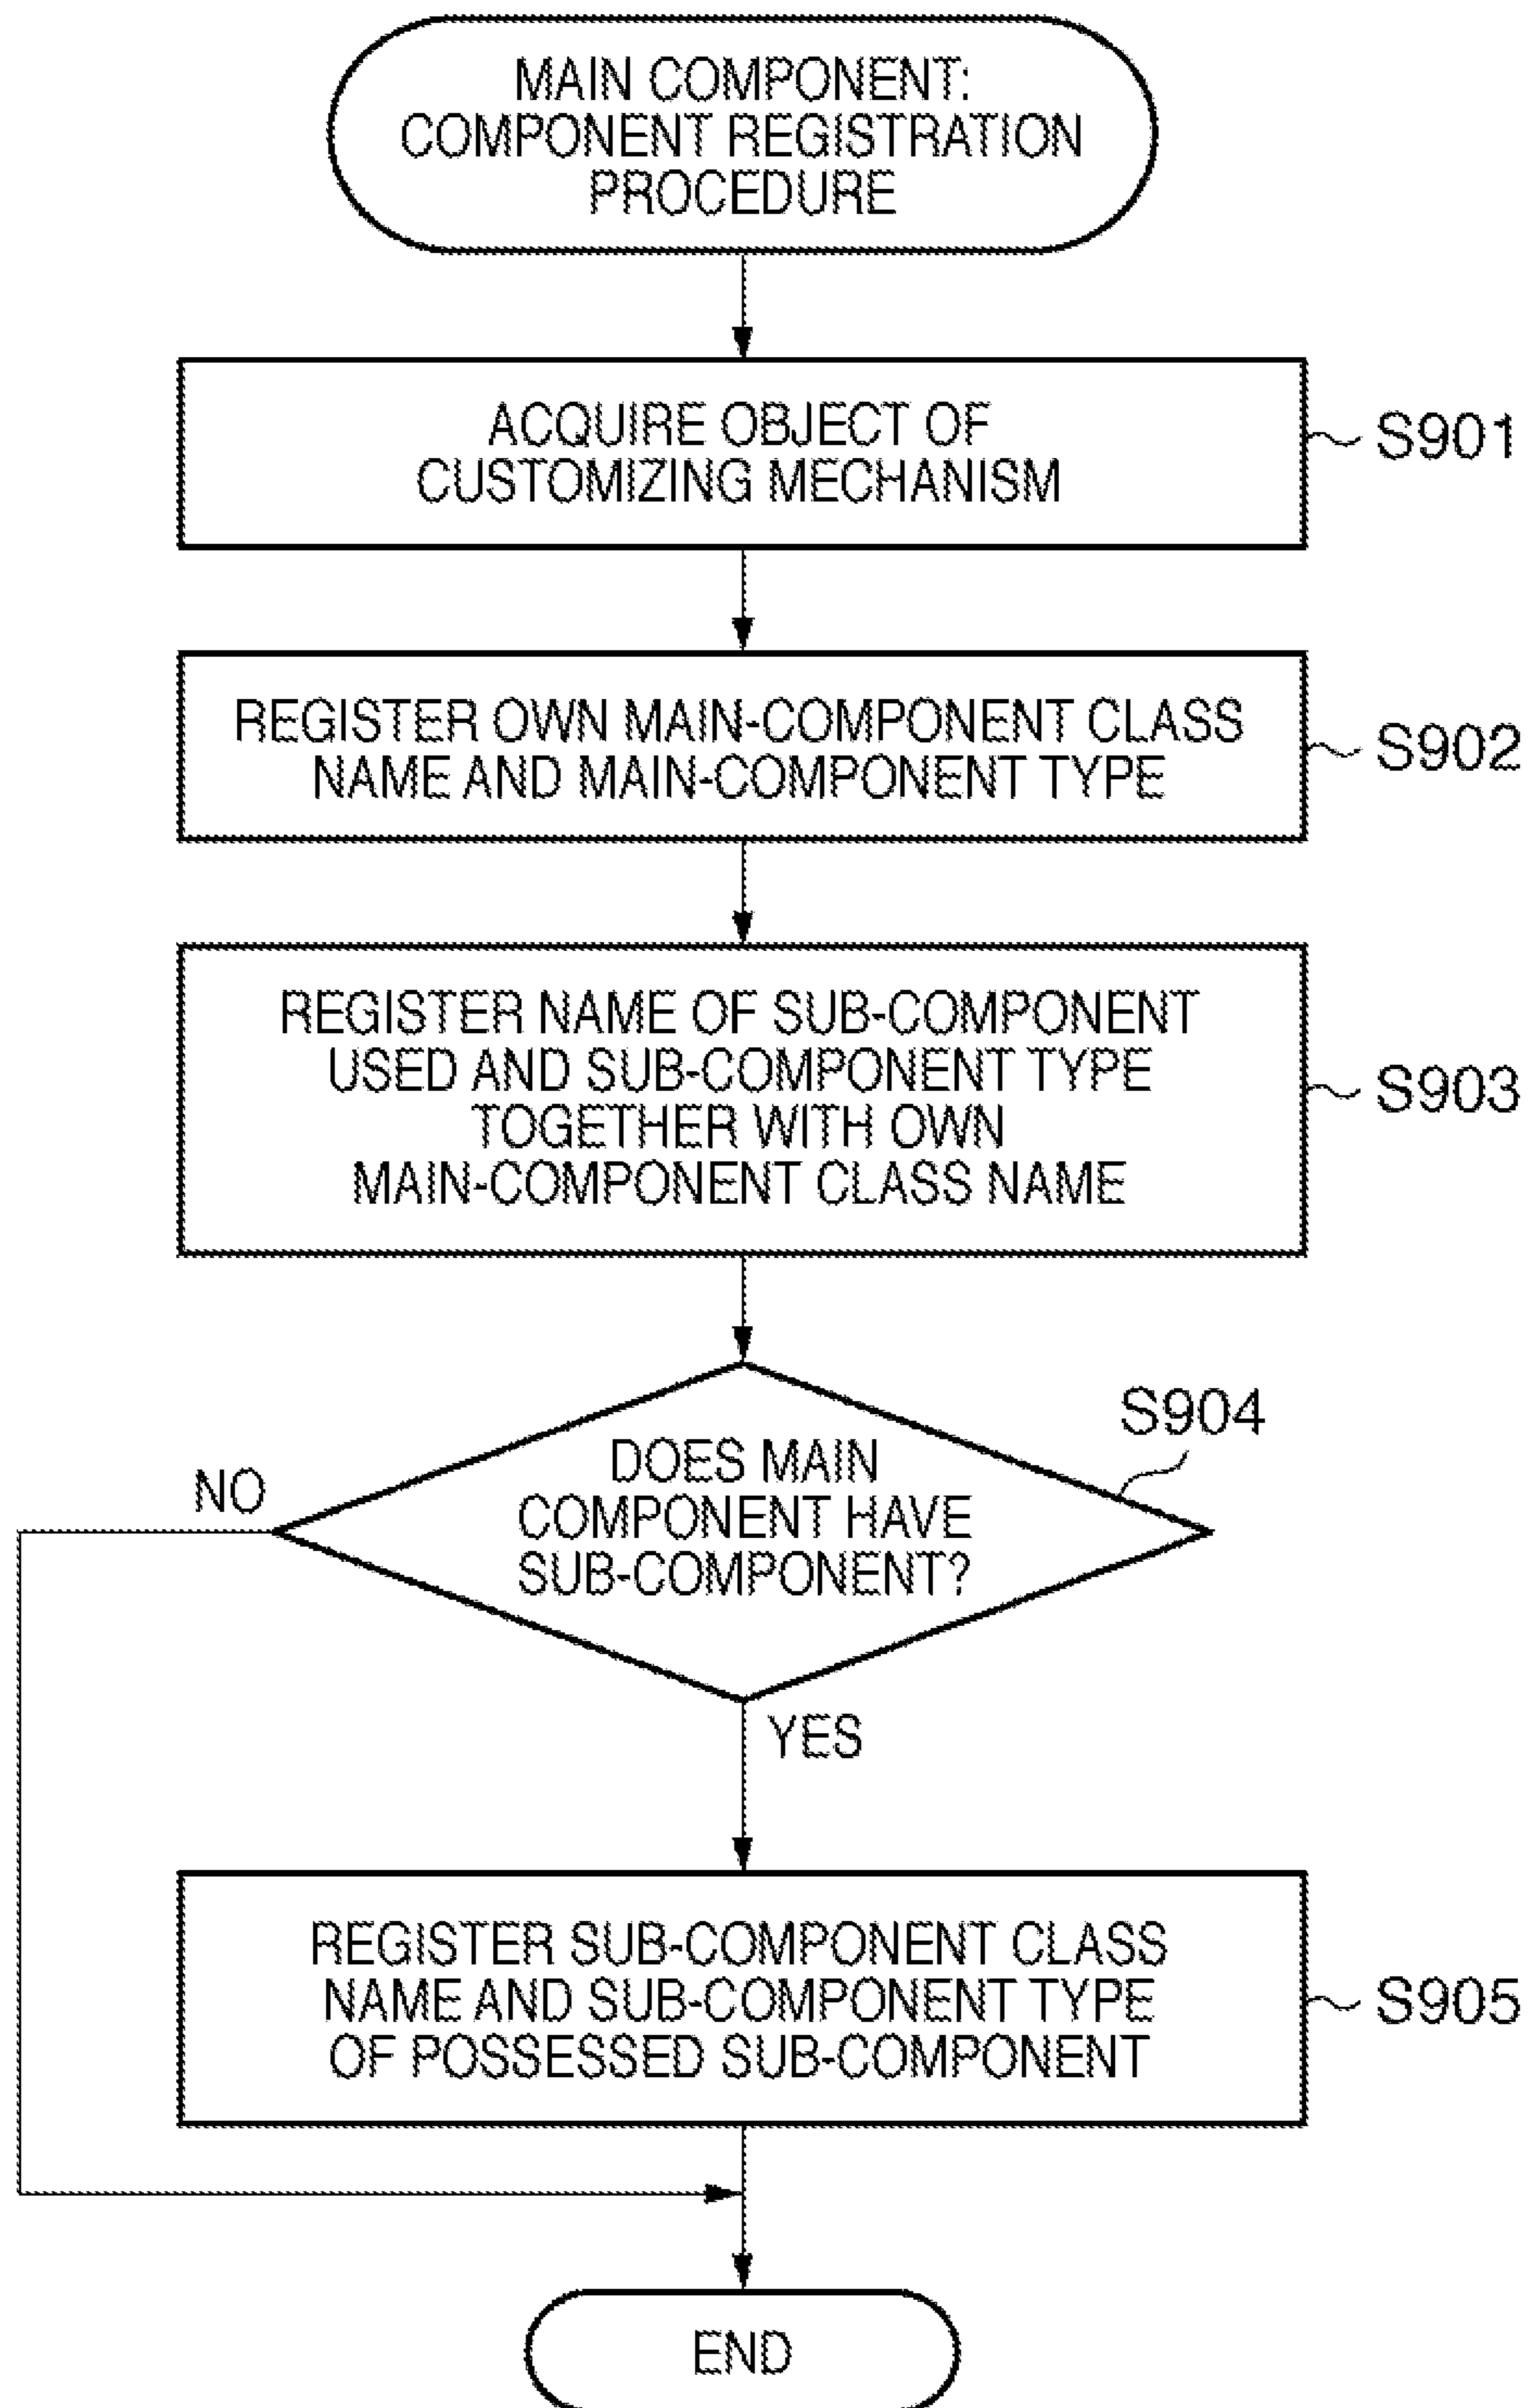 MAIN COMPONENT:
COMPONENT REGISTRATION
PROCEDURE
ACQUIRE OBJECT OF
CUSTOMIZING MECHANISM
S901
REGISTER OWN MAIN-COMPONENT CLASS
NAME AND MAIN-COMPONENT TYPE
S902
REGISTER NAME OF SUB-COMPONENT
USED AND SUB-COMPONENT TYPE
TOGETHER WITH OWN
MAIN-COMPONENT CLASS NAME
S903
S904
DOES MAIN
COMPONENT HAVE
SUB-COMPONENT?
NO
YES
REGISTER SUB-COMPONENT CLASS
NAME AND SUB-COMPONENT TYPE
OF POSSESSED SUB-COMPONENT
S905
END